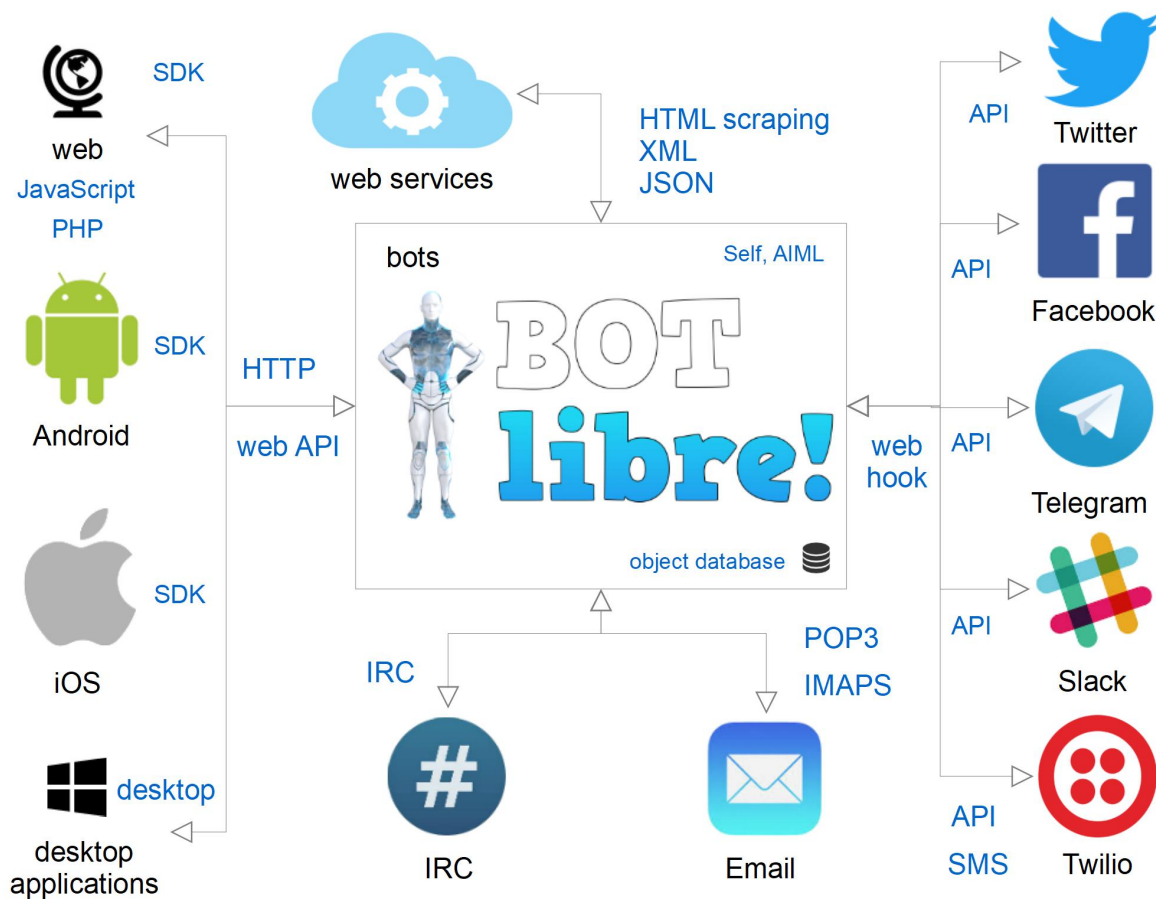 SDK
web
JavaScript
PHP
web services
HTML scraping
XML
JSON
API
Twitter
bots
Self, AIML
BOT
libre!
object database
SDK
Android
HTTP
web API
web
hook
API
Facebook
API
Telegram
SDK
iOS
IRC
POP3
IMAPS
API
Slack
desktop
desktop
applications
IRC
Email
API
SMS
Twilio